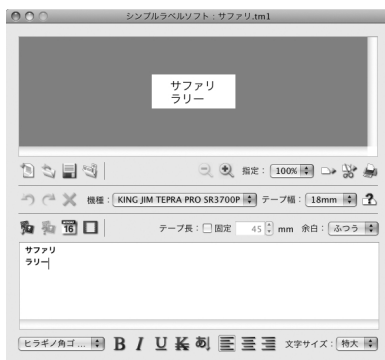 シンプルラベルソフト：サファリ.tm1
サファリ
ラリー
指定： 100%
機種： KING JIM TEPRA PRO SR3700P テープ幅： 18mm
16 テープ長： 固定 45 mm 余白： ふつう
サファリ
ラリー
ヒラギノ角ゴ ... B I U K あ 文字サイズ： 特大